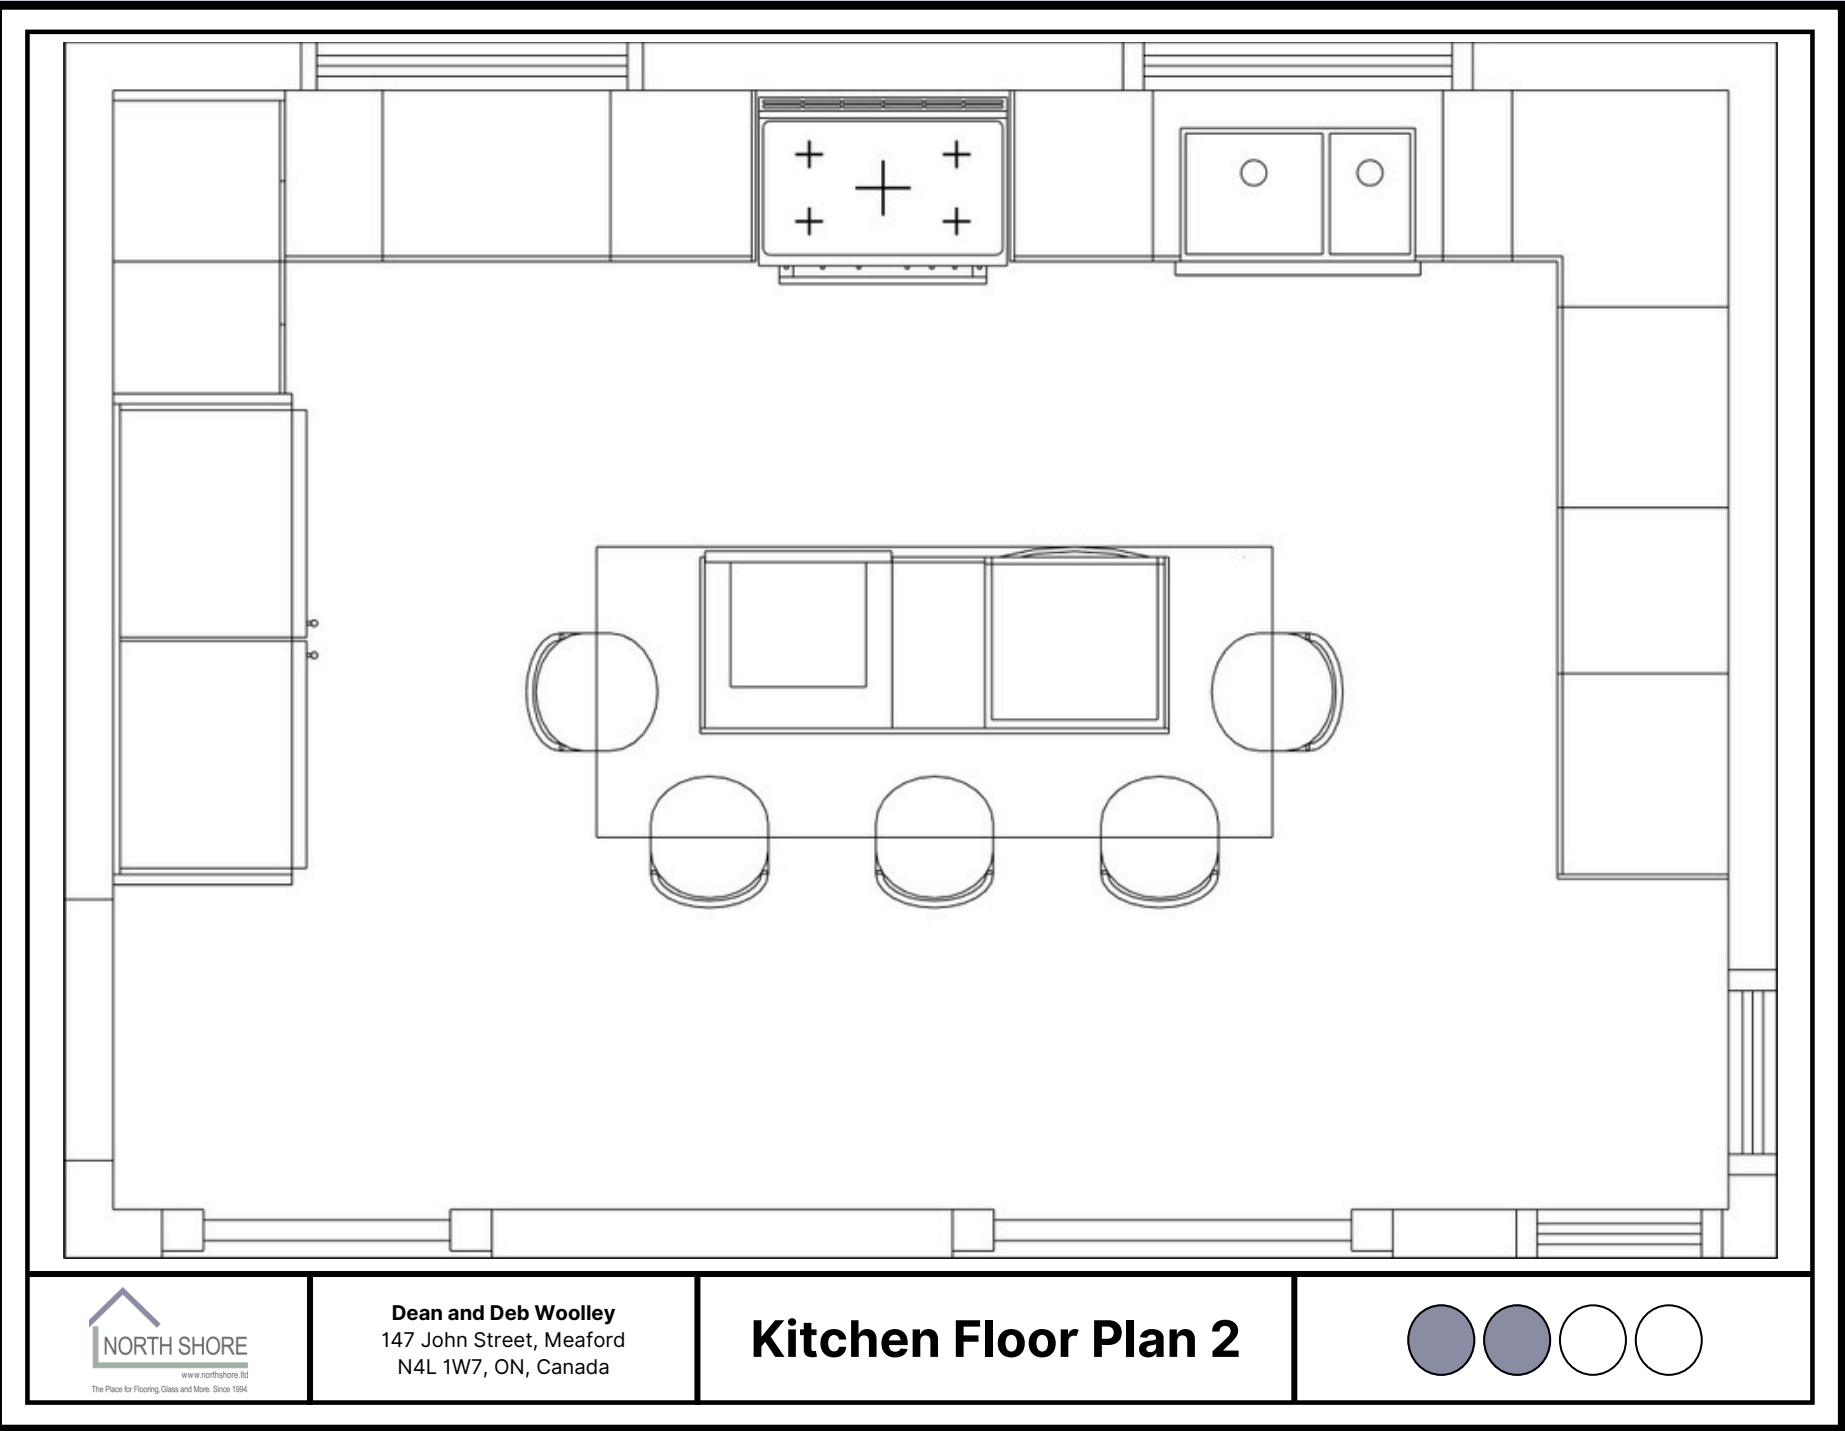 NORTH SHORE
www.northshore.ltd
The Place for Flooring,Glass and More. Since 1994
Dean and Deb Woolley
147 John Street, Meaford
N4L 1W7, ON, Canada
Kitchen Floor Plan 2